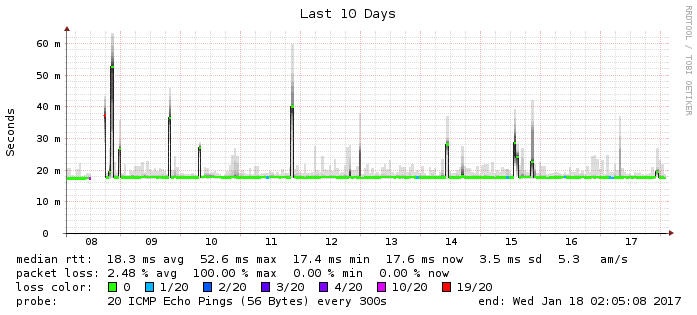 Last 10 Days
RRDTOOL / TOBI OETIKER
Seconds
60 m
50 m
40 m
30 m
20 m
10 m
0
08 09 10 11 12 13 14 15 16 17
median rtt: 18.3 ms avg 52.6 ms max 17.4 ms min 17.6 ms now 3.5 ms sd 5.3 am/s
packet loss: 2.48 % avg 100.00 % max 0.00 % min 0.00 % now
loss color: 0 1/20 2/20 3/20 4/20 10/20 19/20
probe: 20 ICMP Echo Pings (56 Bytes) every 300s end: Wed Jan 18 02:05:08 2017